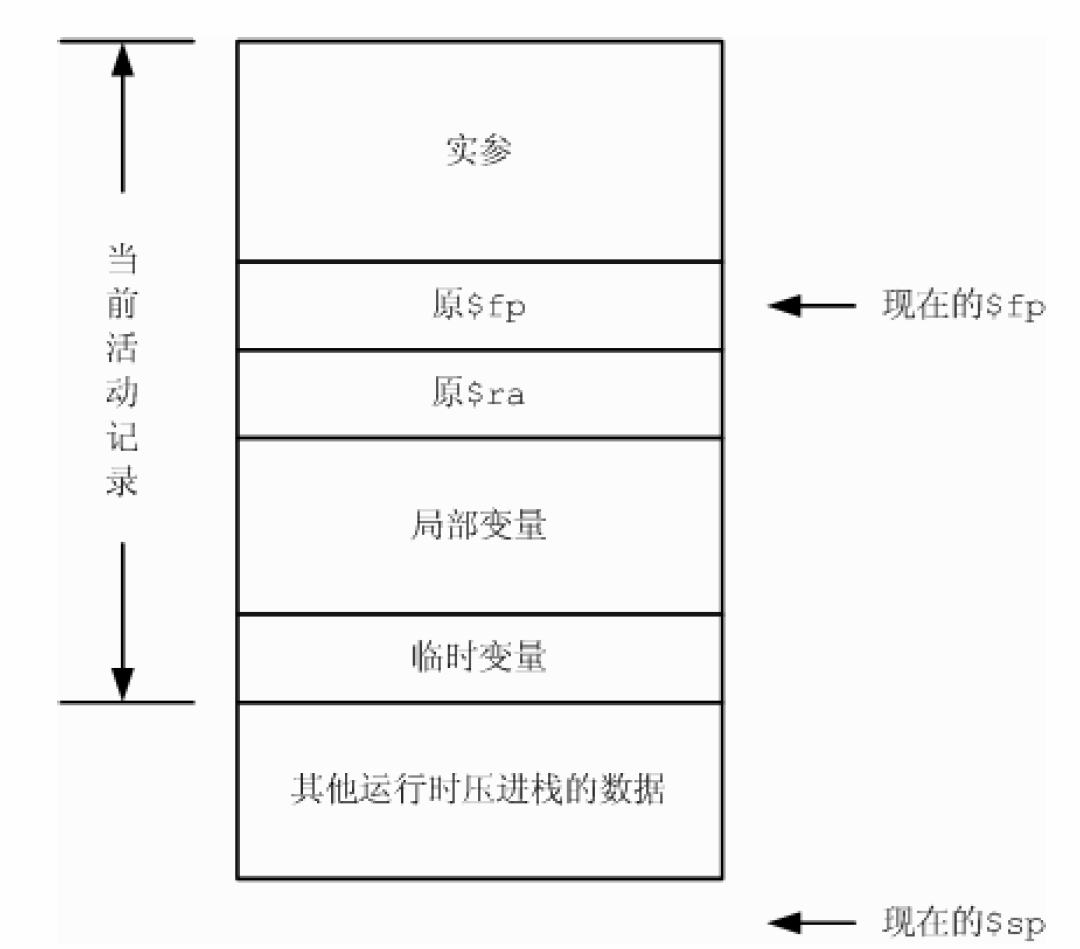 实参
原$fp
现在的$fp
原$ra
当前活动记录
局部变量
临时变量
其他运行时压进栈的数据
现在的$sp